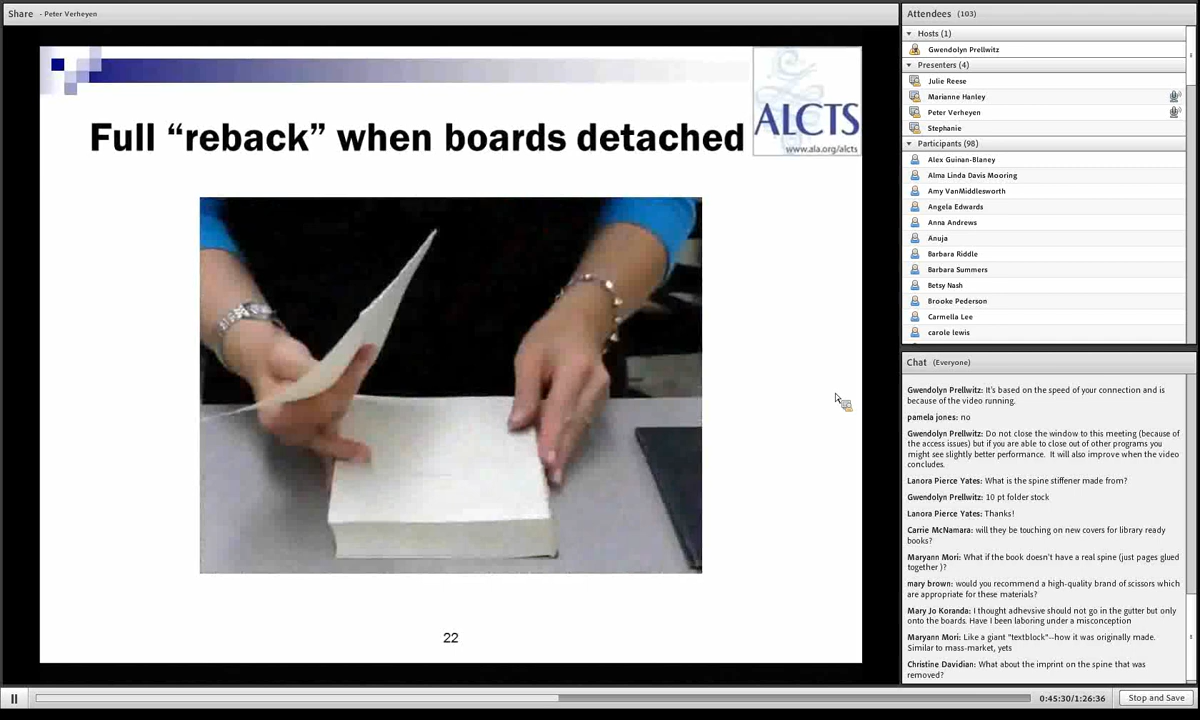 Share - Peter Verheyen
Full “reback” when boards detached
ALCTS
www.ala.org/alcts
22
Attendees (103)
Hosts (1)
Gwendolyn Prellwitz
Presenters (4)
Julie Reese
Marianne Hanley
Peter Verheyen
Stephanie
Participants (98)
Alex Guinan-Blaney
Alma Linda Davis Mooring
Amy VanMiddlesworth
Angela Edwards
Anna Andrews
Anuja
Barbara Riddle
Barbara Summers
Betsy Nash
Brooke Pederson
Carmella Lee
carole lewis
Chat (Everyone)
Gwendolyn Prellwitz: It's based on the speed of your connection and is
because of the video running.
pamela jones: no
Gwendolyn Prellwitz: Do not close the window to this meeting (because of
the access issues) but if you are able to close out of other programs you
might see slightly better performance. It will also improve when the video
concludes.
Lanora Pierce Yates: What is the spine stiffener made from?
Gwendolyn Prellwitz: 10 pt folder stock
Lanora Pierce Yates: Thanks!
Carrie McNamara: will they be touching on new covers for library ready
books?
Maryann Mori: What if the book doesn't have a real spine (just pages glued
together )?
mary brown: would you recommend a high-quality brand of scissors which
are appropriate for these materials?
Mary Jo Koranda: I thought adhevsive should not go in the gutter but only
onto the boards. Have I been laboring under a misconception
Maryann Mori: Like a giant "textblock"--how it was originally made.
Similar to mass-market, yets
Christine Davidian: What about the imprint on the spine that was
removed?
0:45:30/1:26:36
Stop and Save